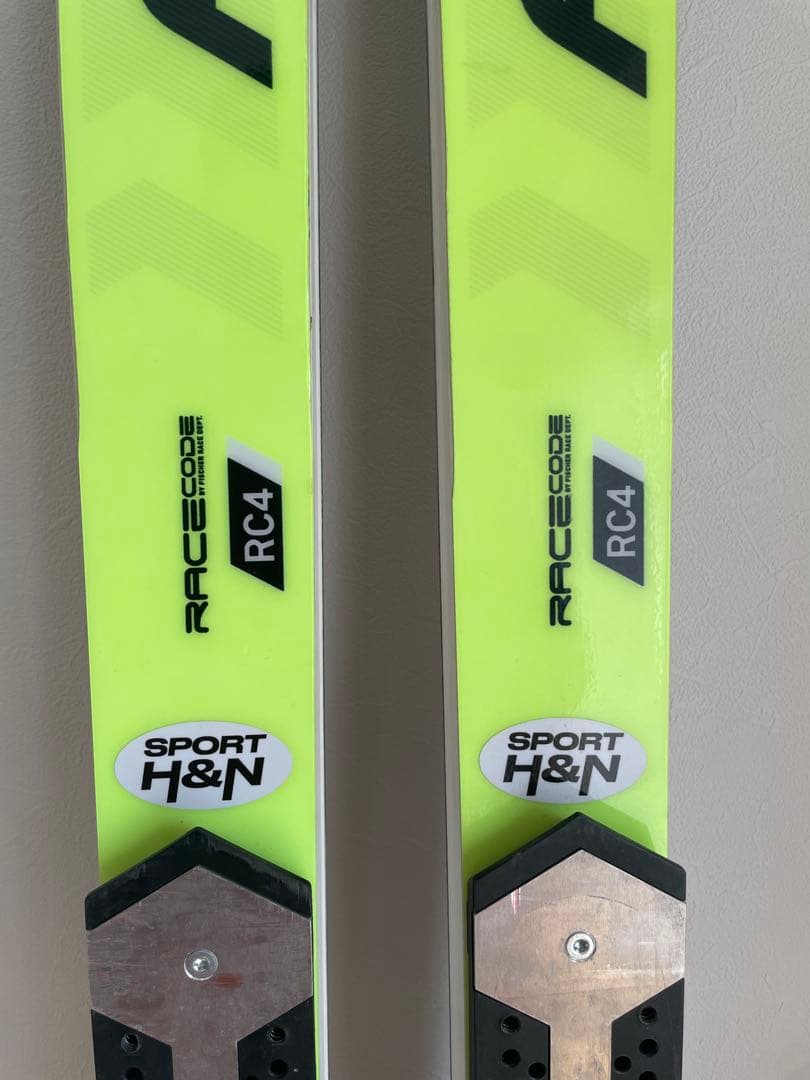 RACECODE
BY FISCHER RACE DEPT.
RC4
SPORT
H&N
RACECODE
BY FISCHER RACE DEPT.
RC4
SPORT
H&N